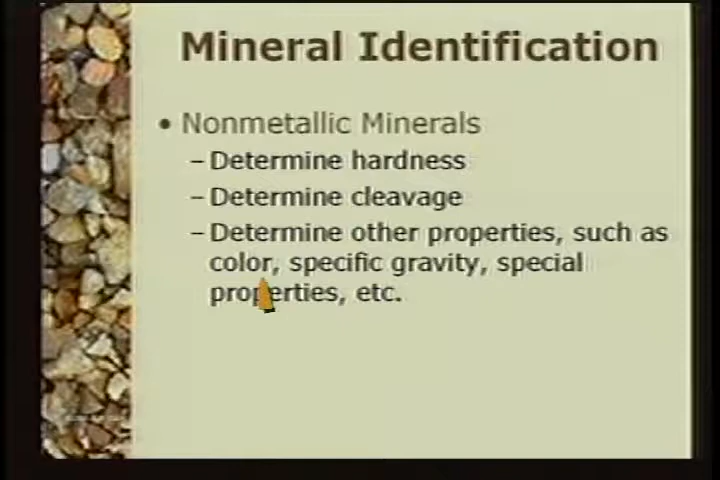 Mineral Identification
• Nonmetallic Minerals
– Determine hardness
– Determine cleavage
– Determine other properties, such as
color, specific gravity, special
properties, etc.